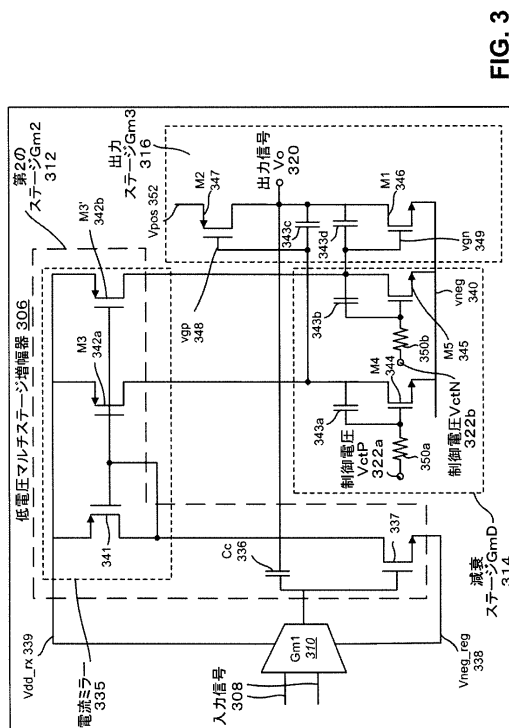 FIG. 3
低電圧マルチステージ増幅器 306
第2の
ステージGm2
312
出力
ステージGm3
316
Vpos 352
M2
347
出力信号
Vo
320
M3'
342b
M3
342a
341
vgp
348
343c
343d
M1
346
vgn
349
343b
343a
350b
350a
M5
345
M4
344
vneg
340
制御電圧VctN
322b
制御電圧
VctP
322a
Cc
336
337
減衰
ステージGmD
314
Vdd_rx 339
電流ミラー
335
Gm1
310
入力信号
308
Vneg_reg
338